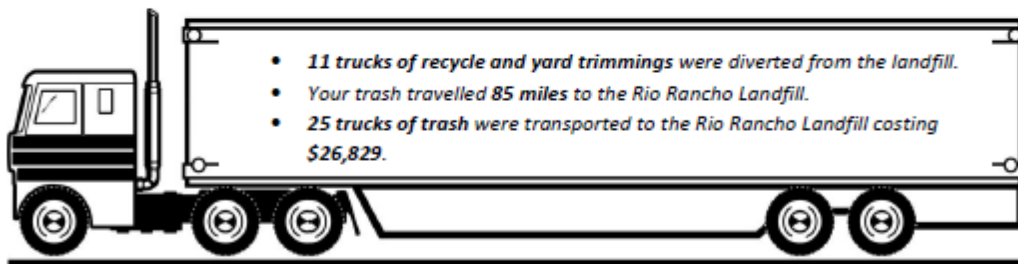 • 11 trucks of recycle and yard trimmings were diverted from the landfill.
• Your trash travelled 85 miles to the Rio Rancho Landfill.
• 25 trucks of trash were transported to the Rio Rancho Landfill costing
$26,829.